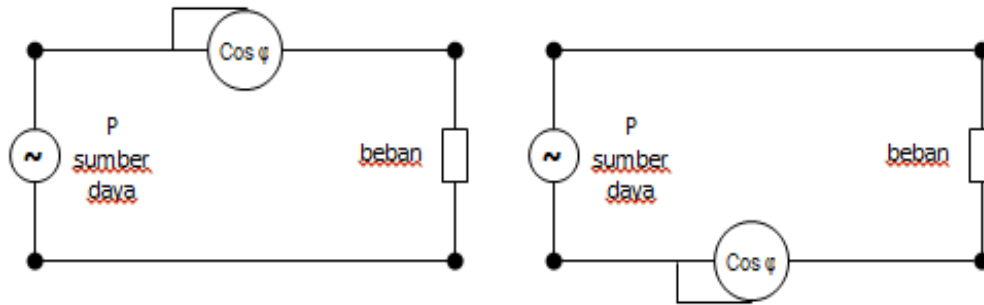 Cos φ
P
sumber
daya
beban
P
sumber
daya
beban
Cos φ